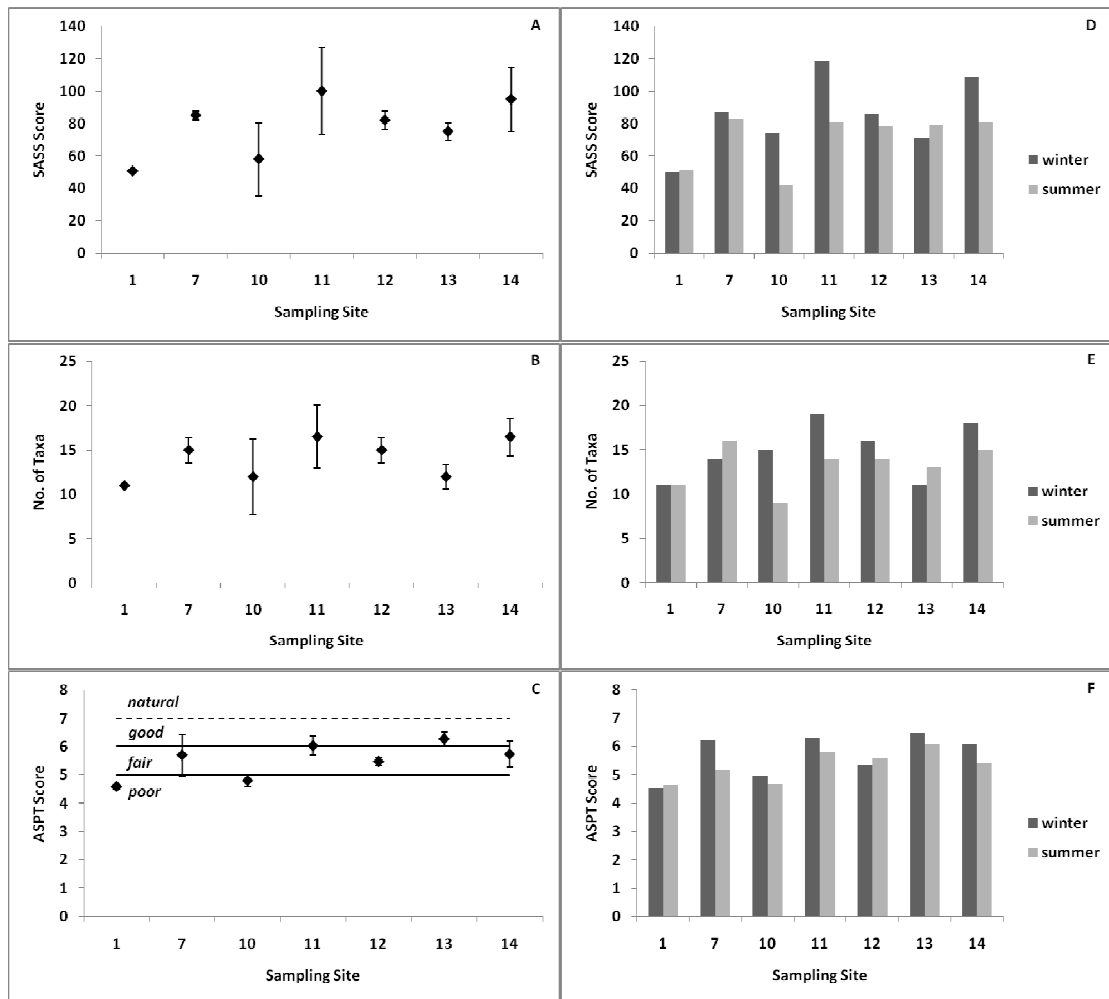 A
140
120
100
80
60
40
20
0
SASS Score
1 7 10 11 12 13 14
Sampling Site
D
140
120
100
80
60
40
20
0
SASS Score
1 7 10 11 12 13 14
Sampling Site
winter
summer
B
25
20
15
10
5
0
No. of Taxa
1 7 10 11 12 13 14
Sampling Site
E
25
20
15
10
5
0
No. of Taxa
1 7 10 11 12 13 14
Sampling Site
winter
summer
C
8
7
6
5
4
3
2
1
0
ASPT Score
natural
good
fair
poor
1 7 10 11 12 13 14
Sampling Site
F
8
7
6
5
4
3
2
1
0
ASPT Score
1 7 10 11 12 13 14
Sampling Site
winter
summer